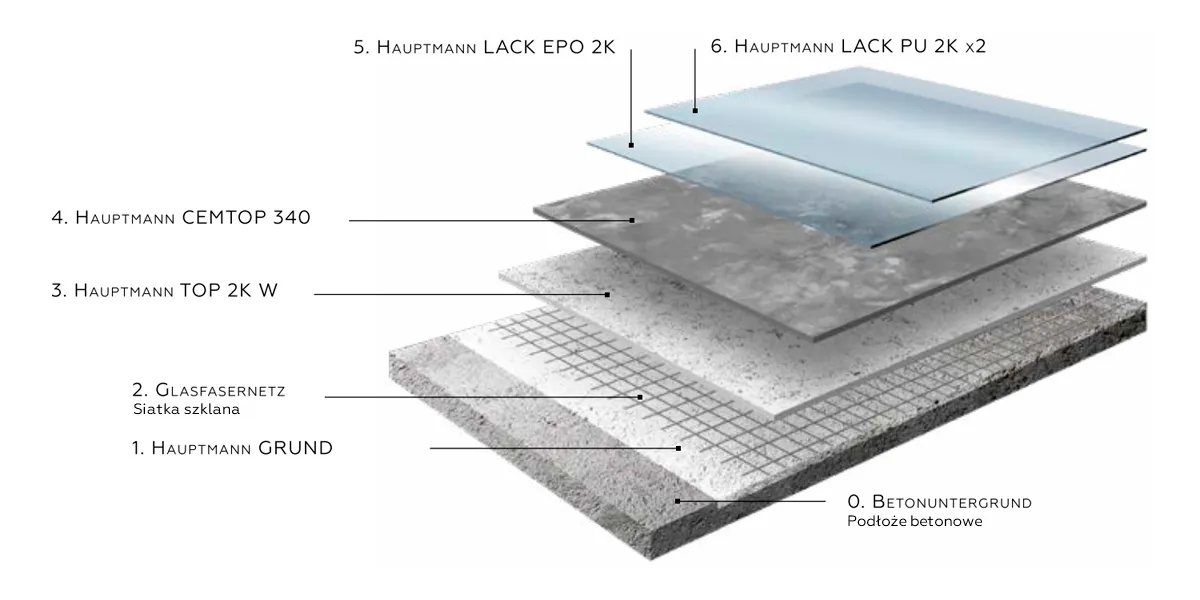 5. Hauptmann LACK EPO 2K
6. Hauptmann LACK PU 2K x2
4. Hauptmann CEMTOP 340
3. Hauptmann TOP 2K W
2. Glasfasernetz
Siatka szklana
1. Hauptmann GRUND
0. Betonuntergrund
Podłoże betonowe